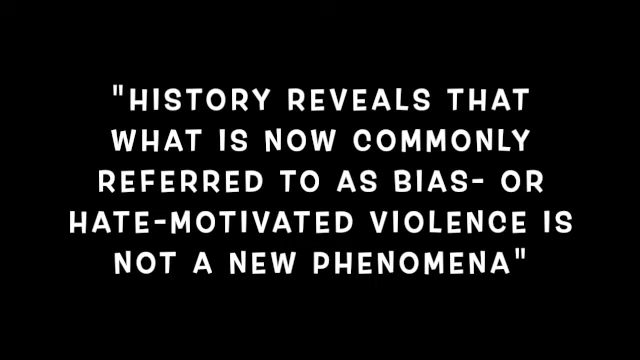 "HISTORY REVEALS THAT
WHAT IS NOW COMMONLY
REFERRED TO AS BIAS- OR
HATE-MOTIVATED VIOLENCE IS
NOT A NEW PHENOMENA"